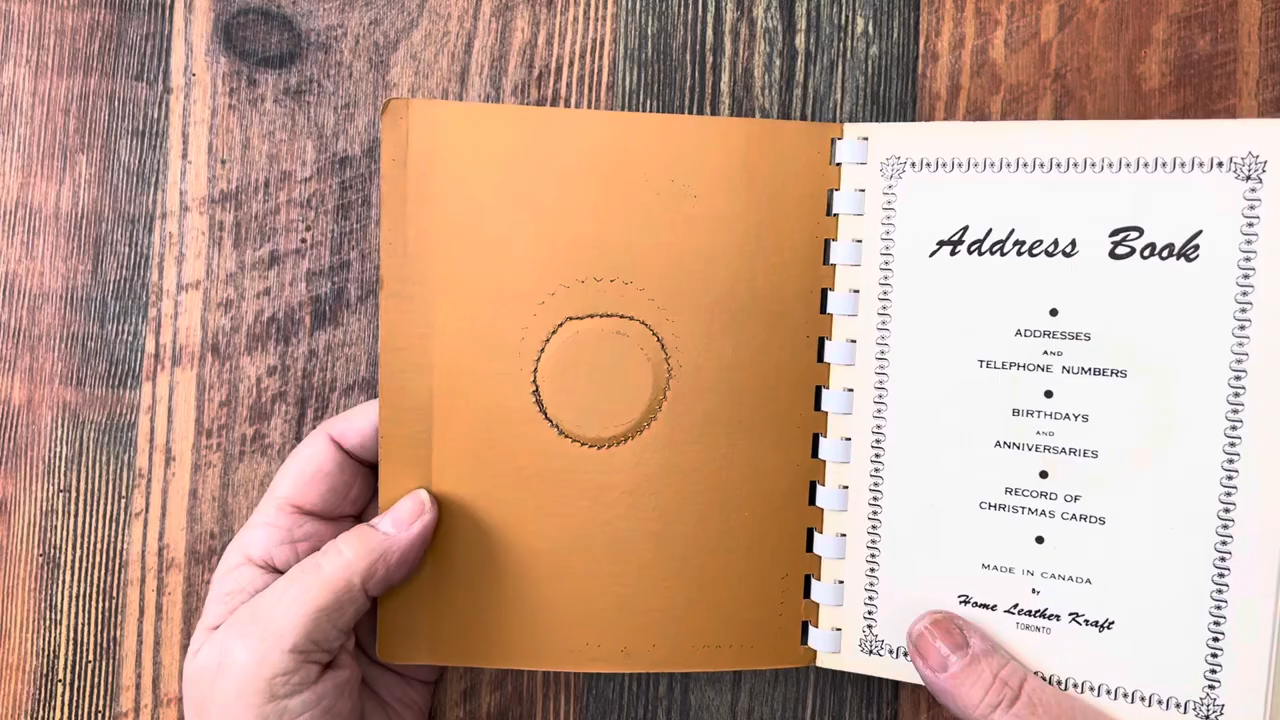 Address Book
ADDRESSES
AND
TELEPHONE NUMBERS
BIRTHDAYS
AND
ANNIVERSARIES
RECORD OF
CHRISTMAS CARDS
MADE IN CANADA
BY
Home Leather Kraft
TORONTO